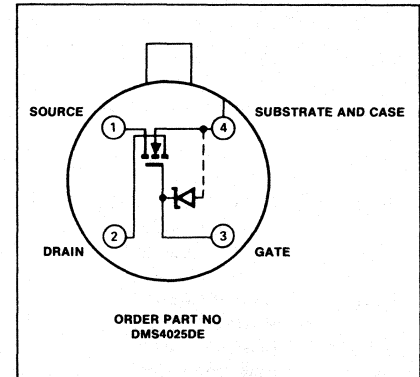 SOURCE
1
4
SUBSTRATE AND CASE
DRAIN
2
3
GATE
ORDER PART NO
DMS4025DE